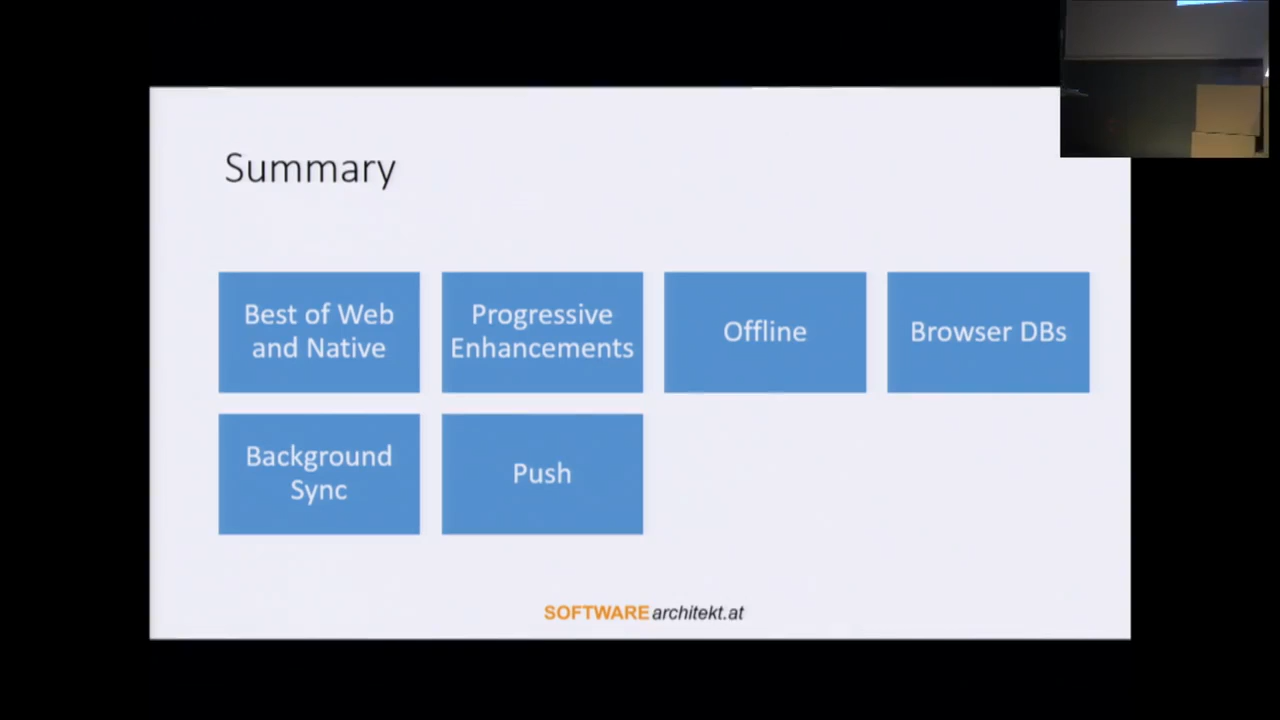 Summary
Best of Web
and Native
Progressive
Enhancements
Offline
Browser DBs
Background
Sync
Push
SOFTWAREarchitekt.at